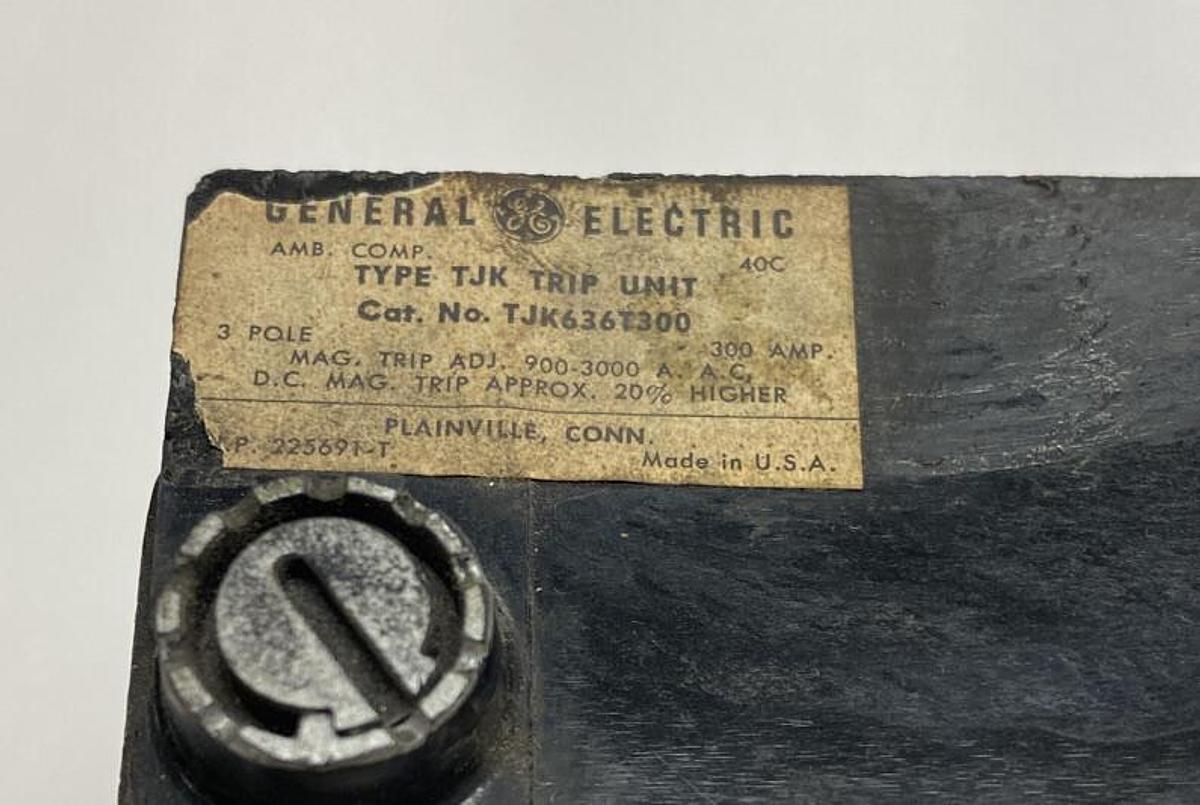 GENERAL GE ELECTRIC
AMB. COMP. 40C
TYPE TJK TRIP UNIT
Cat. No. TJK636T300
3 POLE 300 AMP.
MAG. TRIP ADJ. 900-3000 A. A.C.
D.C. MAG. TRIP APPROX. 20% HIGHER
PLAINVILLE, CONN.
.P. 225691-T Made in U.S.A.